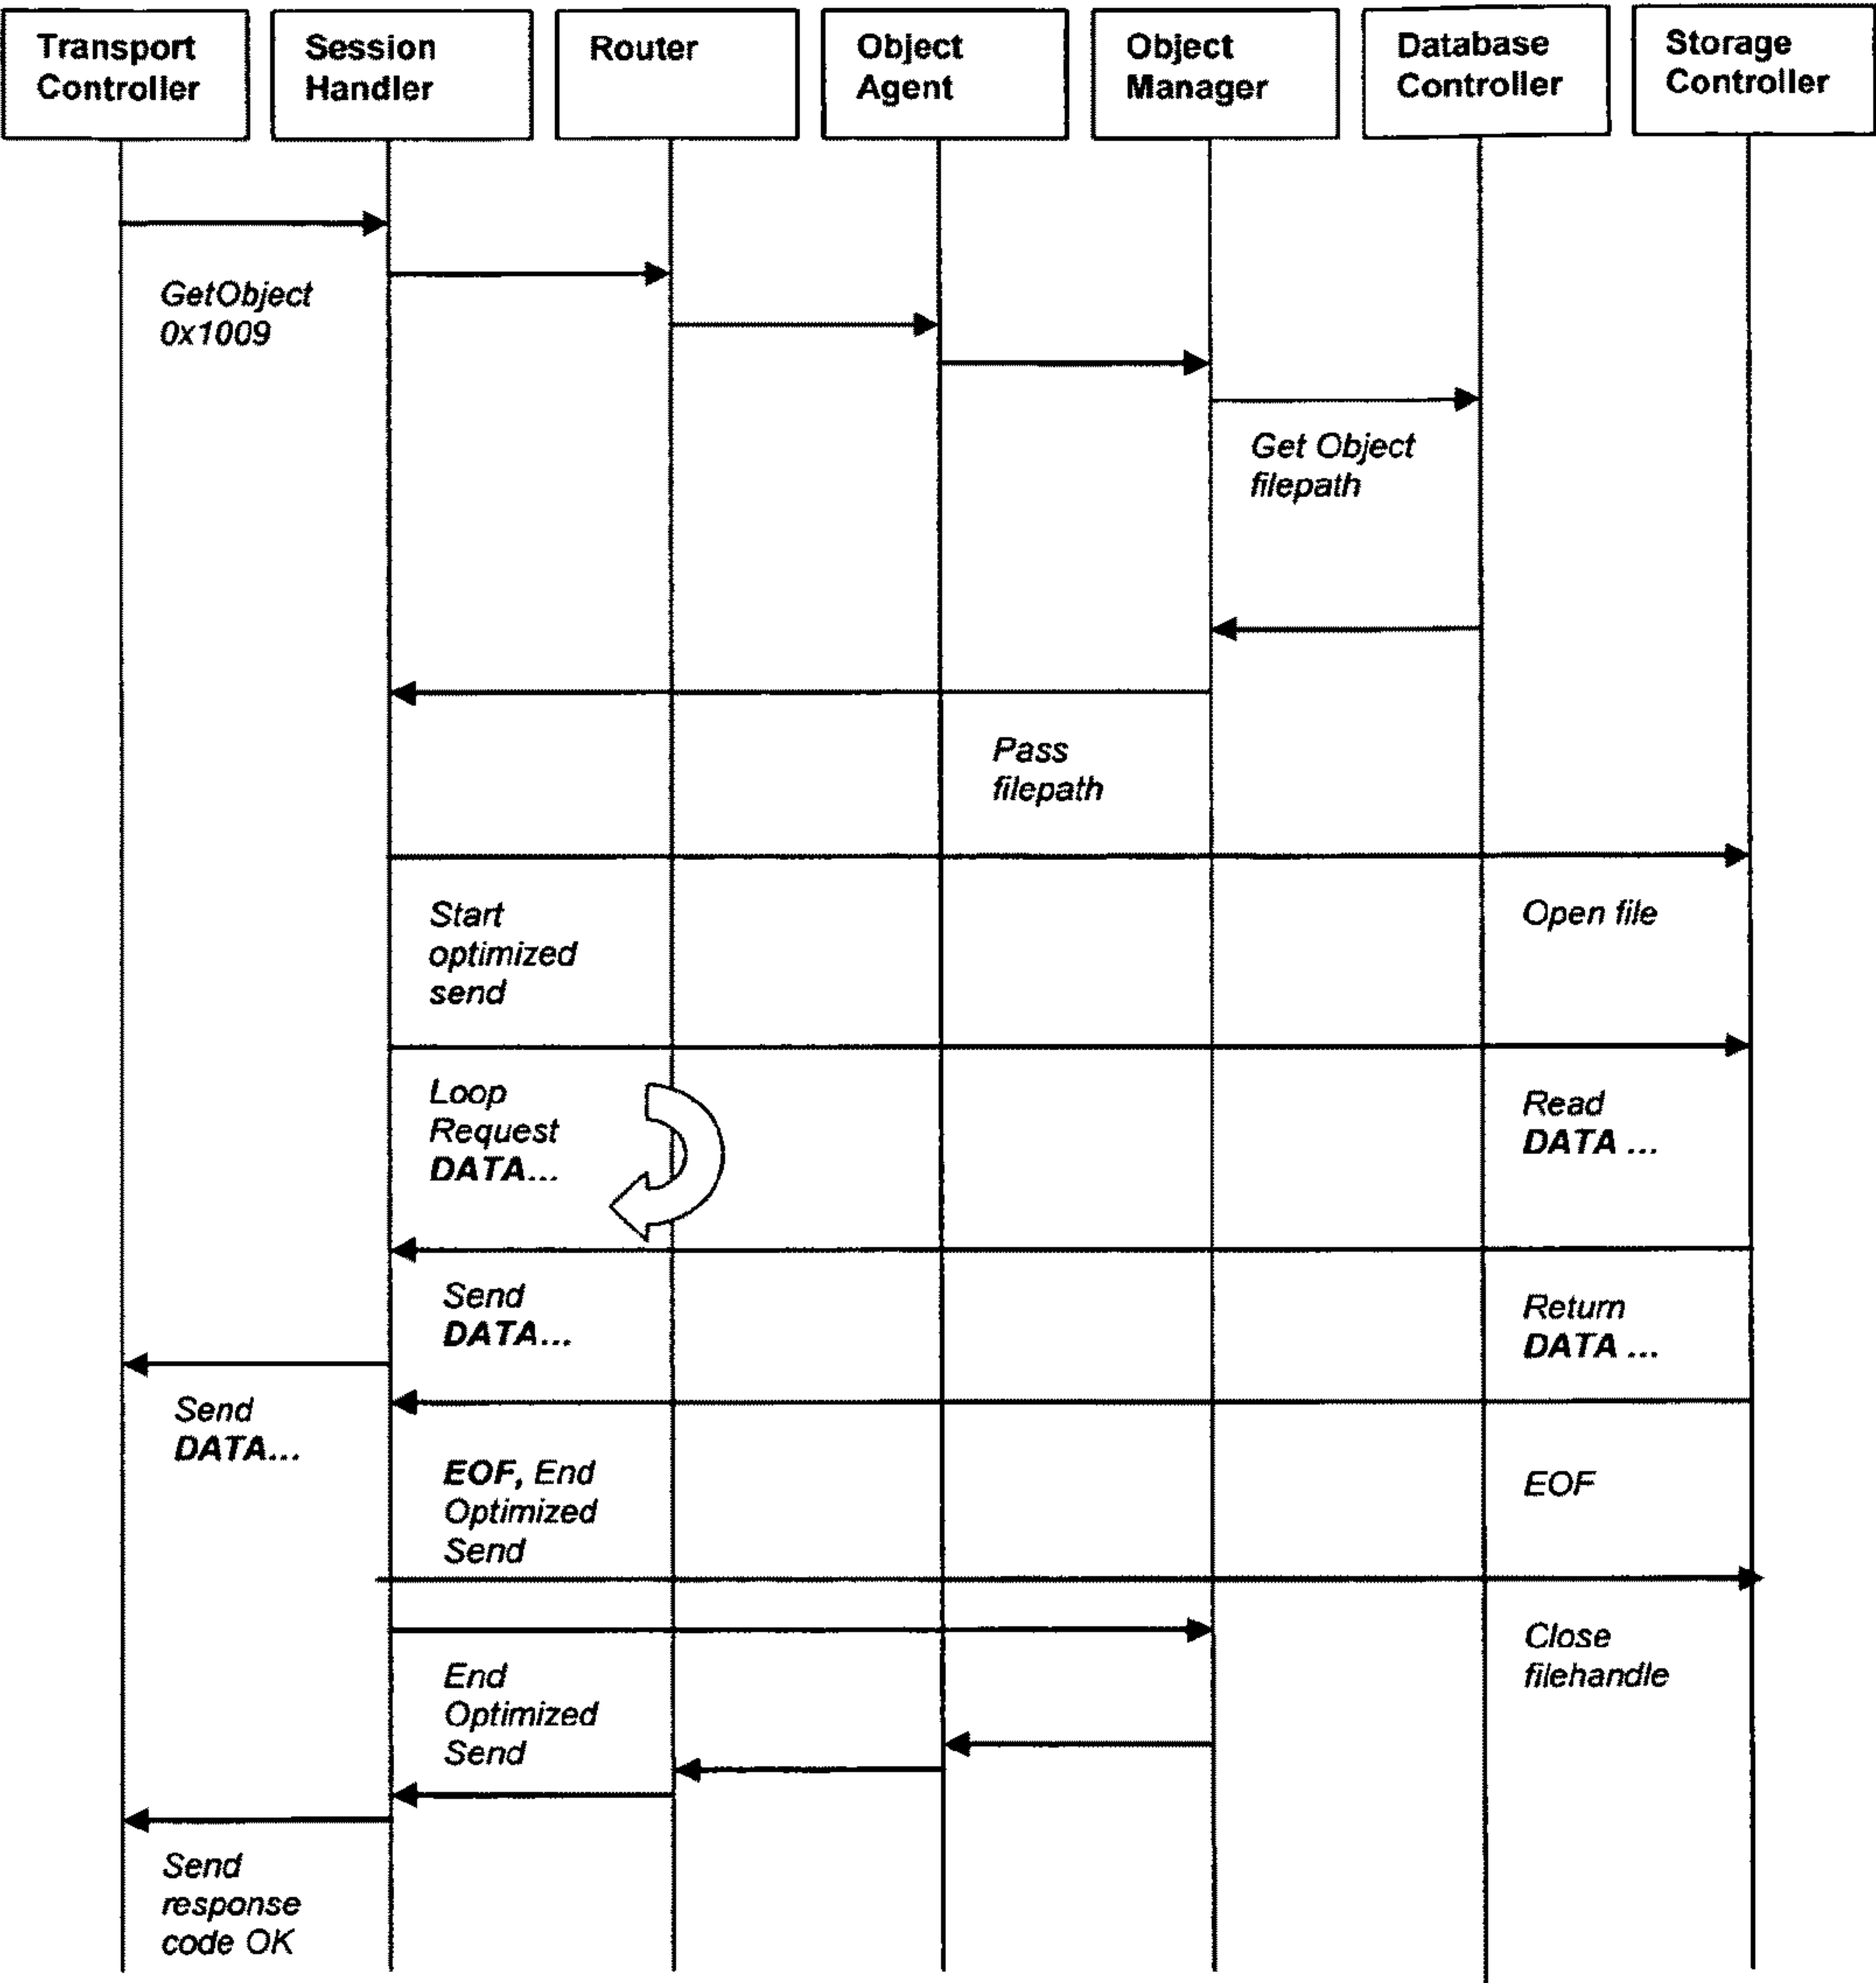 Transport
Controller
Session
Handler
Router
Object
Agent
Object
Manager
Database
Controller
Storage
Controller
GetObject
0x1009
Get Object
filepath
Pass
filepath
Start
optimized
send
Open file
Loop
Request
DATA...
Read
DATA ...
Send
DATA...
Return
DATA ...
Send
DATA...
EOF, End
Optimized
Send
EOF
End
Optimized
Send
Close
filehandle
Send
response
code OK